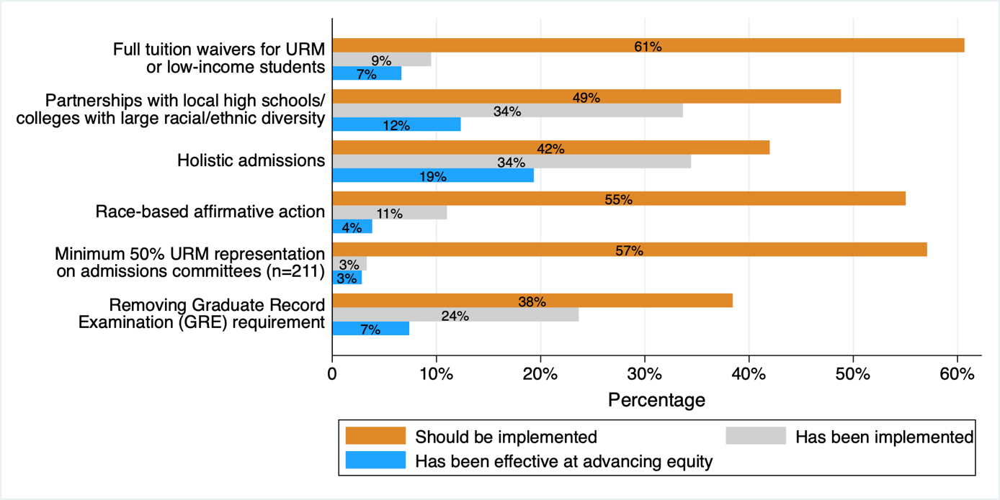 Full tuition waivers for URM
or low-income students
61%
9%
7%
Partnerships with local high schools/
colleges with large racial/ethnic diversity
49%
34%
12%
Holistic admissions
42%
34%
19%
Race-based affirmative action
55%
11%
4%
Minimum 50% URM representation
on admissions committees (n=211)
57%
3%
3%
Removing Graduate Record
Examination (GRE) requirement
38%
24%
7%
0 10% 20% 30% 40% 50% 60%
Percentage
Should be implemented Has been implemented
Has been effective at advancing equity